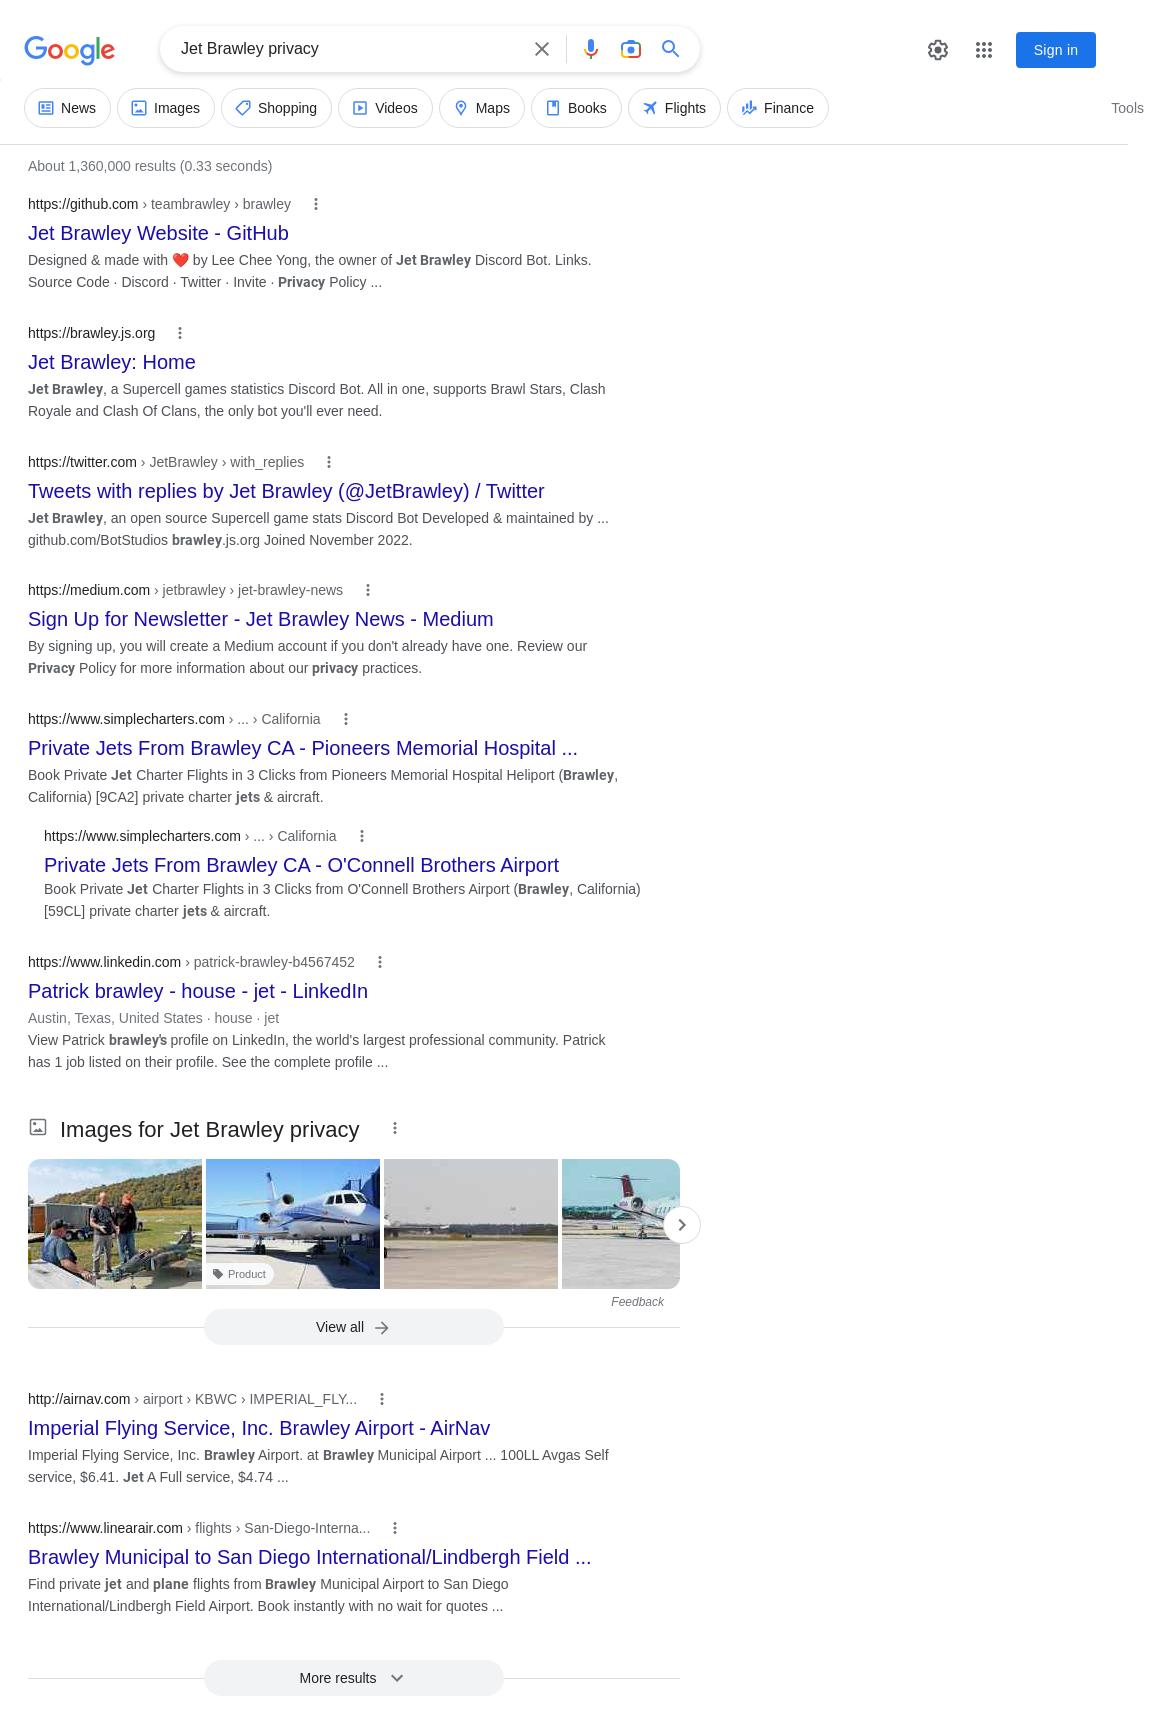 Google
Jet Brawley privacy
Sign in
News
Images
Shopping
Videos
Maps
Books
Flights
Finance
Tools
About 1,360,000 results (0.33 seconds)
https://github.com › teambrawley › brawley
Jet Brawley Website - GitHub
Designed & made with ❤️ by Lee Chee Yong, the owner of Jet Brawley Discord Bot. Links.
Source Code · Discord · Twitter · Invite · Privacy Policy ...
https://brawley.js.org
Jet Brawley: Home
Jet Brawley, a Supercell games statistics Discord Bot. All in one, supports Brawl Stars, Clash
Royale and Clash Of Clans, the only bot you'll ever need.
https://twitter.com › JetBrawley › with_replies
Tweets with replies by Jet Brawley (@JetBrawley) / Twitter
Jet Brawley, an open source Supercell game stats Discord Bot Developed & maintained by ...
github.com/BotStudios brawley.js.org Joined November 2022.
https://medium.com › jetbrawley › jet-brawley-news
Sign Up for Newsletter - Jet Brawley News - Medium
By signing up, you will create a Medium account if you don't already have one. Review our
Privacy Policy for more information about our privacy practices.
https://www.simplecharters.com › ... › California
Private Jets From Brawley CA - Pioneers Memorial Hospital ...
Book Private Jet Charter Flights in 3 Clicks from Pioneers Memorial Hospital Heliport (Brawley,
California) [9CA2] private charter jets & aircraft.
https://www.simplecharters.com › ... › California
Private Jets From Brawley CA - O'Connell Brothers Airport
Book Private Jet Charter Flights in 3 Clicks from O'Connell Brothers Airport (Brawley, California)
[59CL] private charter jets & aircraft.
https://www.linkedin.com › patrick-brawley-b4567452
Patrick brawley - house - jet - LinkedIn
Austin, Texas, United States · house · jet
View Patrick brawley's profile on LinkedIn, the world's largest professional community. Patrick
has 1 job listed on their profile. See the complete profile ...
Images for Jet Brawley privacy
Product
Feedback
View all
http://airnav.com › airport › KBWC › IMPERIAL_FLY...
Imperial Flying Service, Inc. Brawley Airport - AirNav
Imperial Flying Service, Inc. Brawley Airport. at Brawley Municipal Airport ... 100LL Avgas Self
service, $6.41. Jet A Full service, $4.74 ...
https://www.linearair.com › flights › San-Diego-Interna...
Brawley Municipal to San Diego International/Lindbergh Field ...
Find private jet and plane flights from Brawley Municipal Airport to San Diego
International/Lindbergh Field Airport. Book instantly with no wait for quotes ...
More results